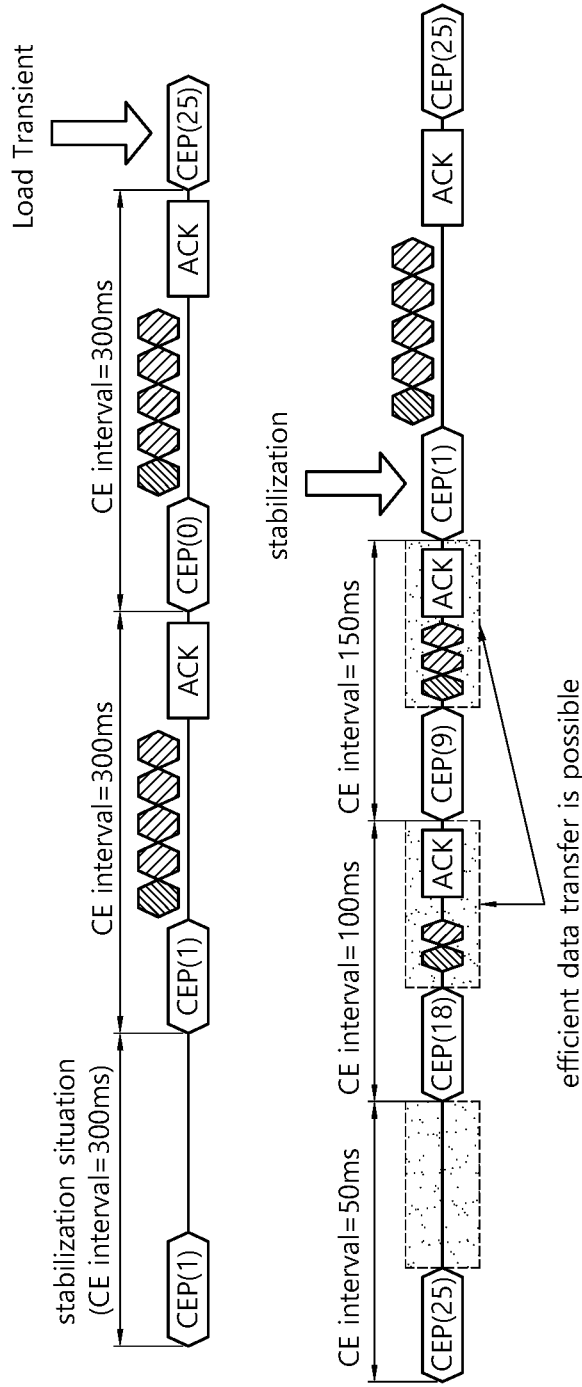 stabilization situation
(CE interval=300ms)
CE interval=300ms
CE interval=300ms
Load Transient
CEP(1)
CEP(1)
ACK
CEP(0)
ACK
CEP(25)
CE interval=50ms
CE interval=100ms
CE interval=150ms
stabilization
CEP(25)
CEP(18)
ACK
CEP(9)
ACK
CEP(1)
ACK
CEP(25)
efficient data transfer is possible